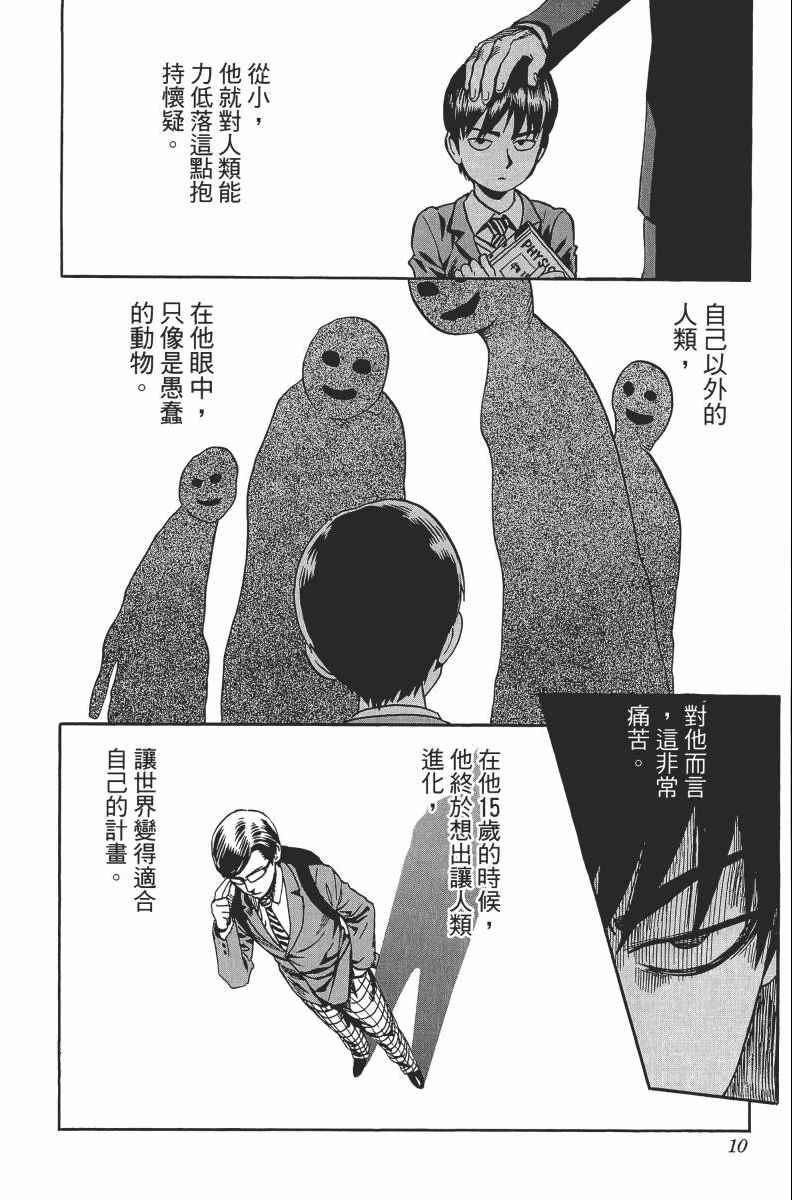 從小，
他就對人類能
力低落這點抱
持懷疑。
PHYSIC
自己以外的
人類，
在他眼中，
只像是愚蠢
的動物。
對他而言
，這非常
痛苦。
在他15歲的時候，
他終於想出讓人類
進化，
讓世界變得適合
自己的計畫。
10